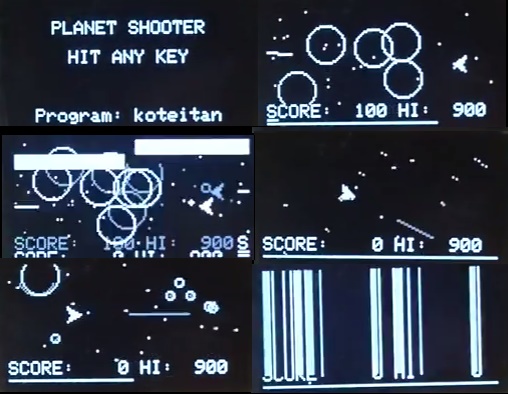 PLANET SHOOTER
HIT ANY KEY
Program: koteitan
SCORE: 100 HI: 900
SCORE: 100 HI: 900 S
SCORE: 0 HI: 900
SCORE: 0 HI: 900